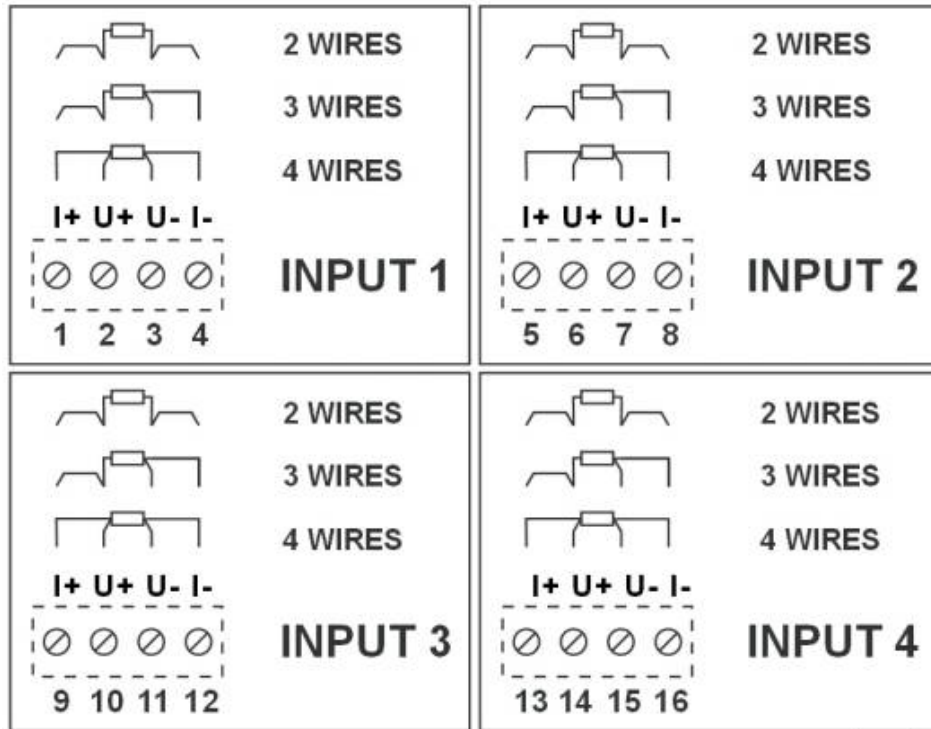 2 WIRES
3 WIRES
4 WIRES
I+ U+ U- I-
INPUT 1
1 2 3 4
2 WIRES
3 WIRES
4 WIRES
I+ U+ U- I-
INPUT 2
5 6 7 8
2 WIRES
3 WIRES
4 WIRES
I+ U+ U- I-
INPUT 3
9 10 11 12
2 WIRES
3 WIRES
4 WIRES
I+ U+ U- I-
INPUT 4
13 14 15 16